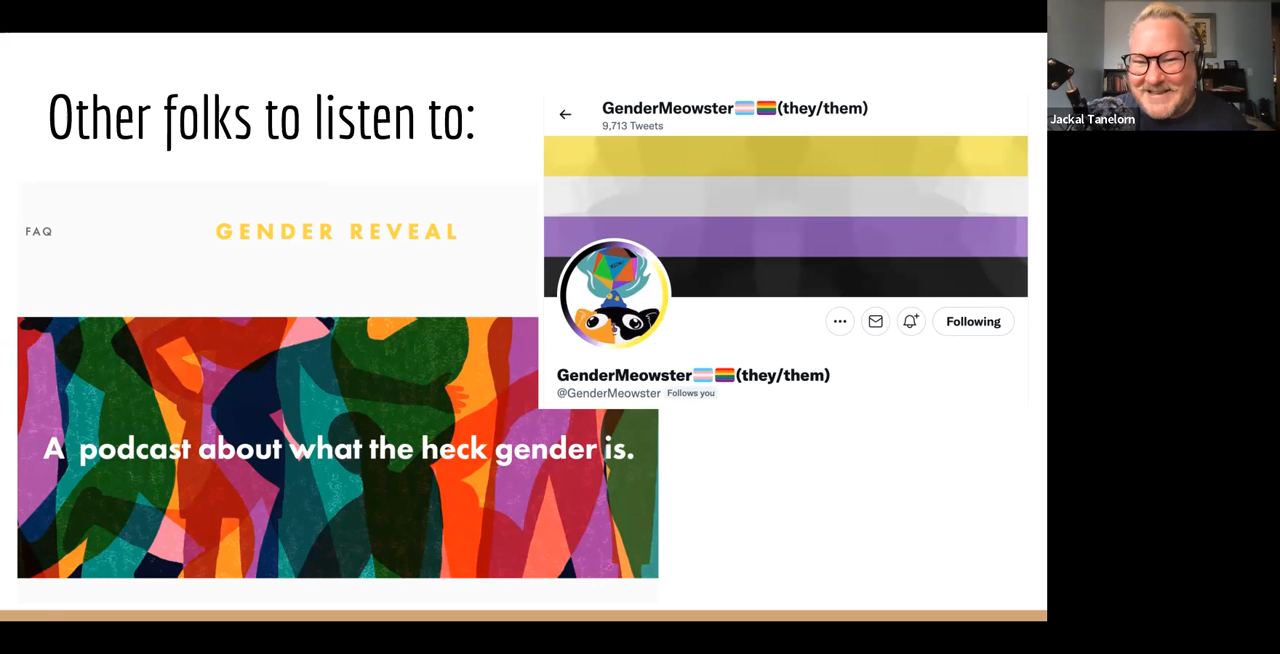 Other folks to listen to:
FAQ
GENDER REVEAL
A podcast about what the heck gender is.
GenderMeowster🏳️‍⚧️🏳️‍🌈(they/them)
9,713 Tweets
Following
GenderMeowster🏳️‍⚧️🏳️‍🌈(they/them)
@GenderMeowster Follows you
Jackal Tanelorn